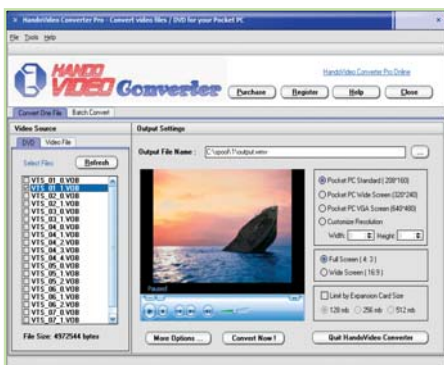 HandoVideo Converter Pro - Convert video files / DVD for your Pocket PC
File Tools Help
HANDO
VIDEO Converter
HandoVideo Converter Pro Online
Purchase Register Help Close
Convert One File Batch Convert
Video Source
DVD Video File
Select Files: Refresh
VTS_01_0.VOB
VTS_01_1.VOB
VTS_02_0.VOB
VTS_02_1.VOB
VTS_03_0.VOB
VTS_03_1.VOB
VTS_04_0.VOB
VTS_04_1.VOB
VTS_04_2.VOB
VTS_04_3.VOB
VTS_04_4.VOB
VTS_05_0.VOB
VTS_05_1.VOB
VTS_05_2.VOB
VTS_06_0.VOB
VTS_06_1.VOB
VTS_06_2.VOB
VTS_07_0.VOB
VTS_07_1.VOB
File Size: 4972544 bytes
Output Settings
Output File Name : ...
Paused
Pocket PC Standard ( 208*160)
Pocket PC Wide Screen (320*240)
Pocket PC VGA Screen (640*480)
Customize Resolution
Width: Height:
Full Screen ( 4: 3 )
Wide Screen ( 16:9 )
Limit by Expansion Card Size
128 mb 256 mb 512 mb
More Options ... Convert Now ! Quit HandoVideo Converter